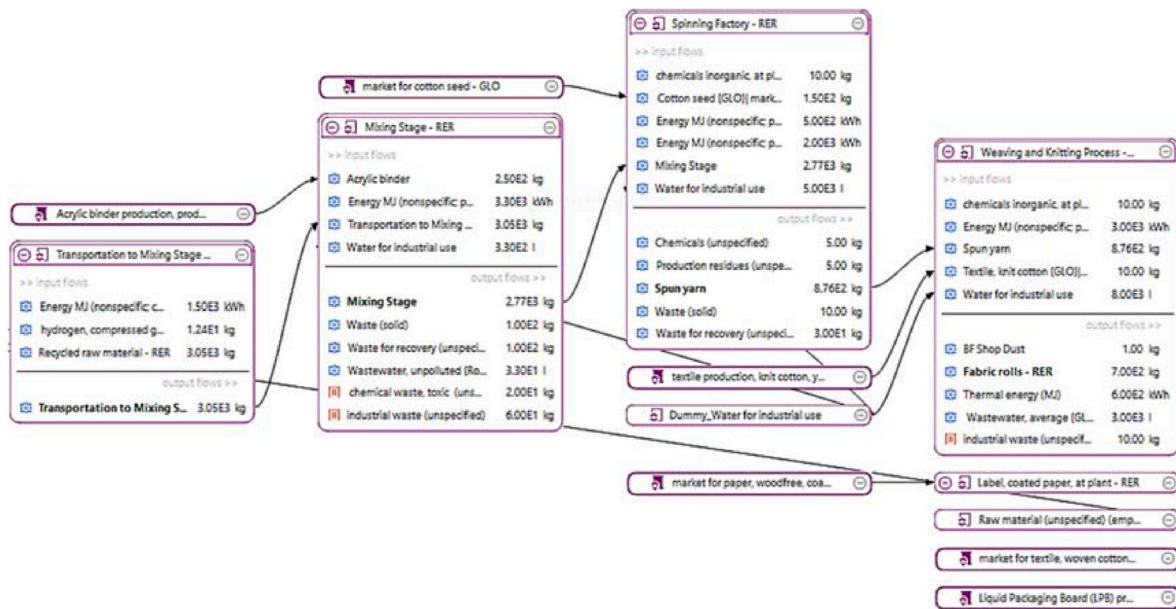 Acrylic binder production, prod...
Transportation to Mixing Stage ...
>> input flows
Energy MJ (nonspecific; c... 1.50E3 kWh
hydrogen, compressed g... 1.24E1 kg
Recycled raw material - RER 3.05E3 kg
output flows >>
Transportation to Mixing S... 3.05E3 kg
market for cotton seed - GLO
Mixing Stage - RER
>> input flows
Acrylic binder 2.50E2 kg
Energy MJ (nonspecific; p... 3.30E3 kWh
Transportation to Mixing ... 3.05E3 kg
Water for industrial use 3.30E2 l
output flows >>
Mixing Stage 2.77E3 kg
Waste (solid) 1.00E2 kg
Waste for recovery (unspeci... 1.00E2 kg
Wastewater, unpolluted {Ro... 3.30E1 l
chemical waste, toxic (uns... 2.00E1 kg
industrial waste (unspecified) 6.00E1 kg
Spinning Factory - RER
>> input flows
chemicals inorganic, at pl... 10.00 kg
Cotton seed {GLO}| mark... 1.50E2 kg
Energy MJ (nonspecific; p... 5.00E2 kWh
Energy MJ (nonspecific; p... 2.00E3 kWh
Mixing Stage 2.77E3 kg
Water for industrial use 5.00E3 l
output flows >>
Chemicals (unspecified) 5.00 kg
Production residues (unspe... 5.00 kg
Spun yarn 8.76E2 kg
Waste (solid) 10.00 kg
Waste for recovery (unspeci... 3.00E1 kg
textile production, knit cotton, y...
Dummy_Water for industrial use
market for paper, woodfree, coa...
Weaving and Knitting Process -...
>> input flows
chemicals inorganic, at pl... 10.00 kg
Energy MJ (nonspecific; p... 3.00E3 kWh
Spun yarn 8.76E2 kg
Textile, knit cotton {GLO}|... 10.00 kg
Water for industrial use 8.00E3 l
output flows >>
BF Shop Dust 1.00 kg
Fabric rolls - RER 7.00E2 kg
Thermal energy (MJ) 6.00E2 kWh
Wastewater, average {GL... 3.00E3 l
industrial waste (unspecif... 10.00 kg
Label, coated paper, at plant - RER
Raw material (unspecified) (emp...
market for textile, woven cotton...
Liquid Packaging Board (LPB) pr...